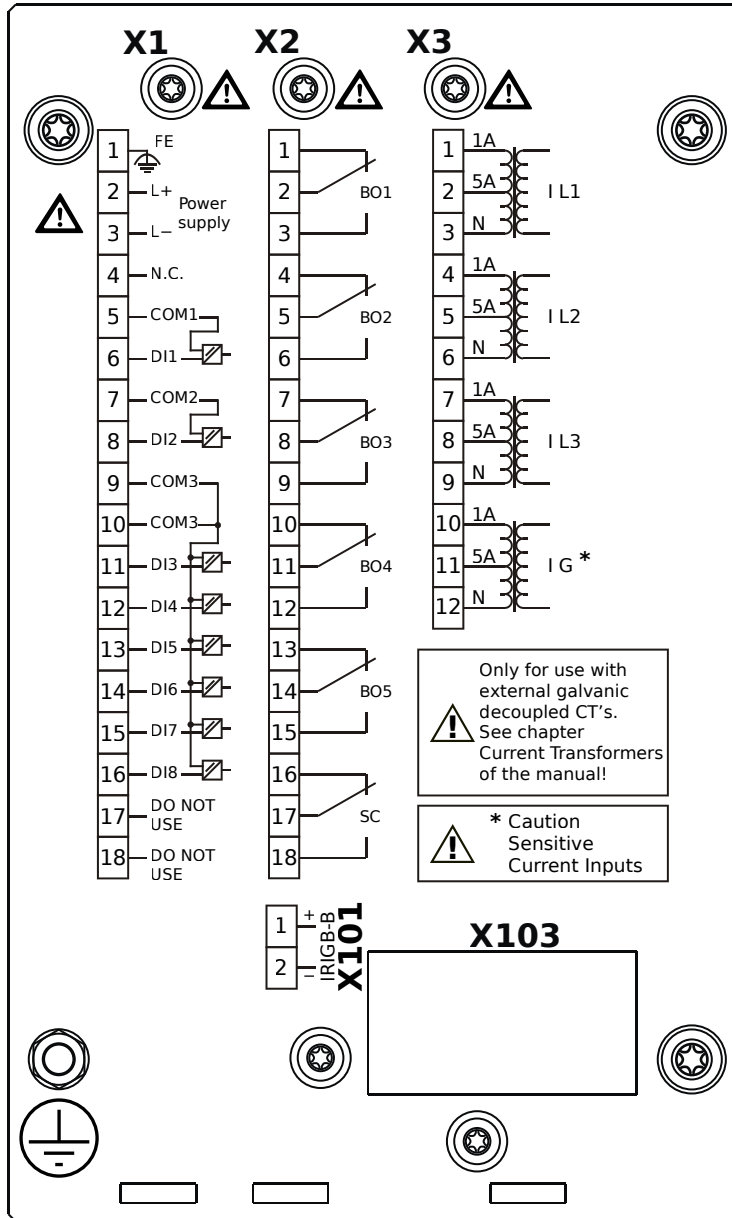 X1 X2 X3
1 FE
2 L+
Power
supply
3 L−
4 N.C.
5 COM1
6 DI1
7 COM2
8 DI2
9 COM3
10 COM3
11 DI3
12 DI4
13 DI5
14 DI6
15 DI7
16 DI8
17 DO NOT
USE
18 DO NOT
USE
1
2 BO1
3
4
5 BO2
6
7
8 BO3
9
10
11 BO4
12
13
14 BO5
15
16
17 SC
18
1 1A
2 5A I L1
3 N
4 1A
5 5A I L2
6 N
7 1A
8 5A I L3
9 N
10 1A
11 5A I G *
12 N
Only for use with
external galvanic
decoupled CT's.
See chapter
Current Transformers
of the manual!
* Caution
Sensitive
Current Inputs
1 +
2 −
IRIGB-B
X101
X103